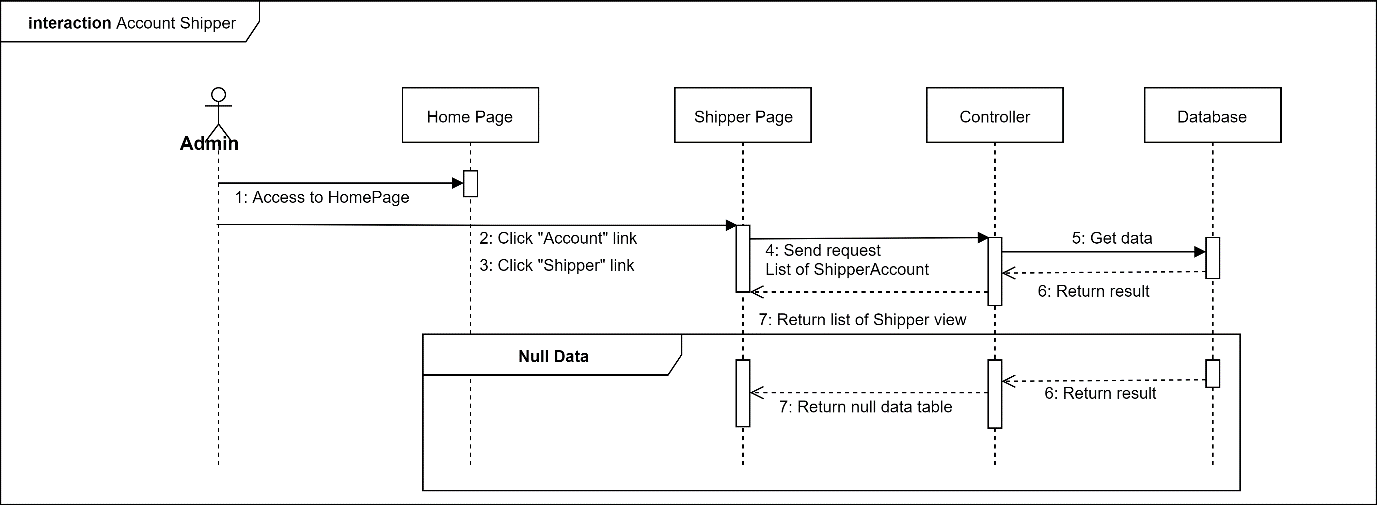 interaction Account Shipper
Admin
Home Page
Shipper Page
Controller
Database
1: Access to HomePage
2: Click "Account" link
3: Click "Shipper" link
4: Send request
List of ShipperAccount
5: Get data
6: Return result
7: Return list of Shipper view
Null Data
6: Return result
7: Return null data table